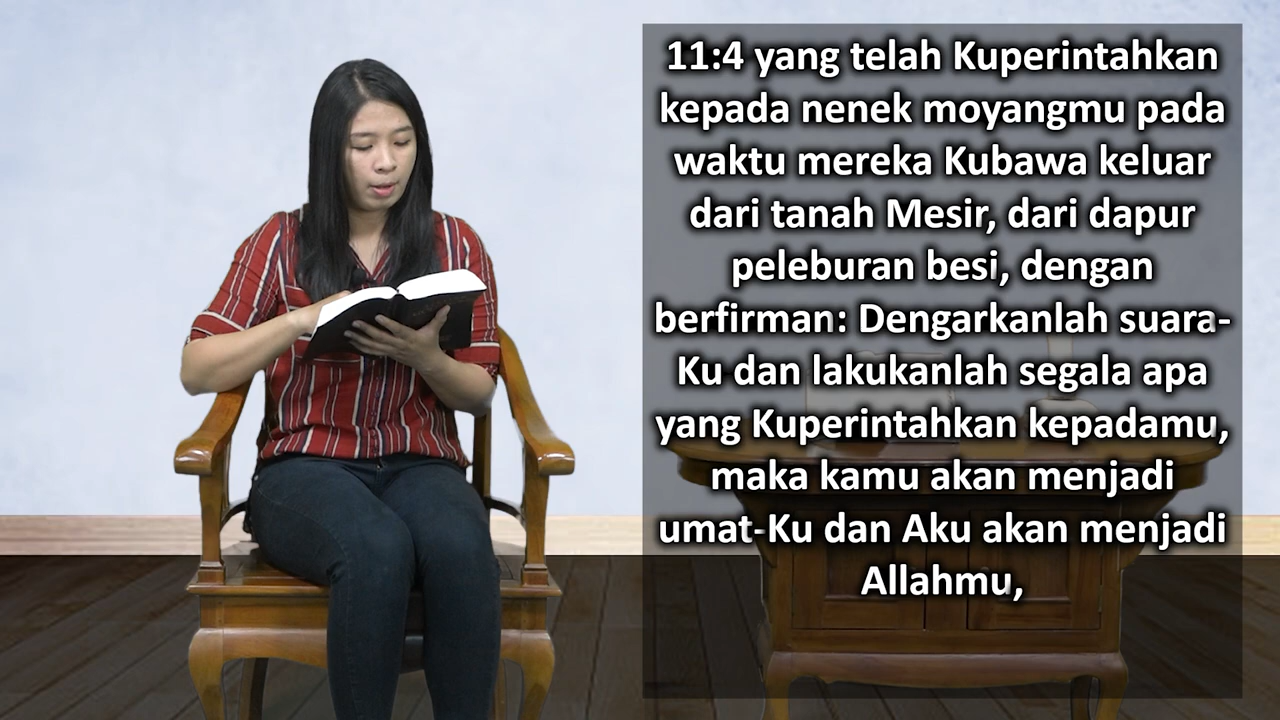 11:4 yang telah Kuperintahkan
kepada nenek moyangmu pada
waktu mereka Kubawa keluar
dari tanah Mesir, dari dapur
peleburan besi, dengan
berfirman: Dengarkanlah suara-
Ku dan lakukanlah segala apa
yang Kuperintahkan kepadamu,
maka kamu akan menjadi
umat-Ku dan Aku akan menjadi
Allahmu,